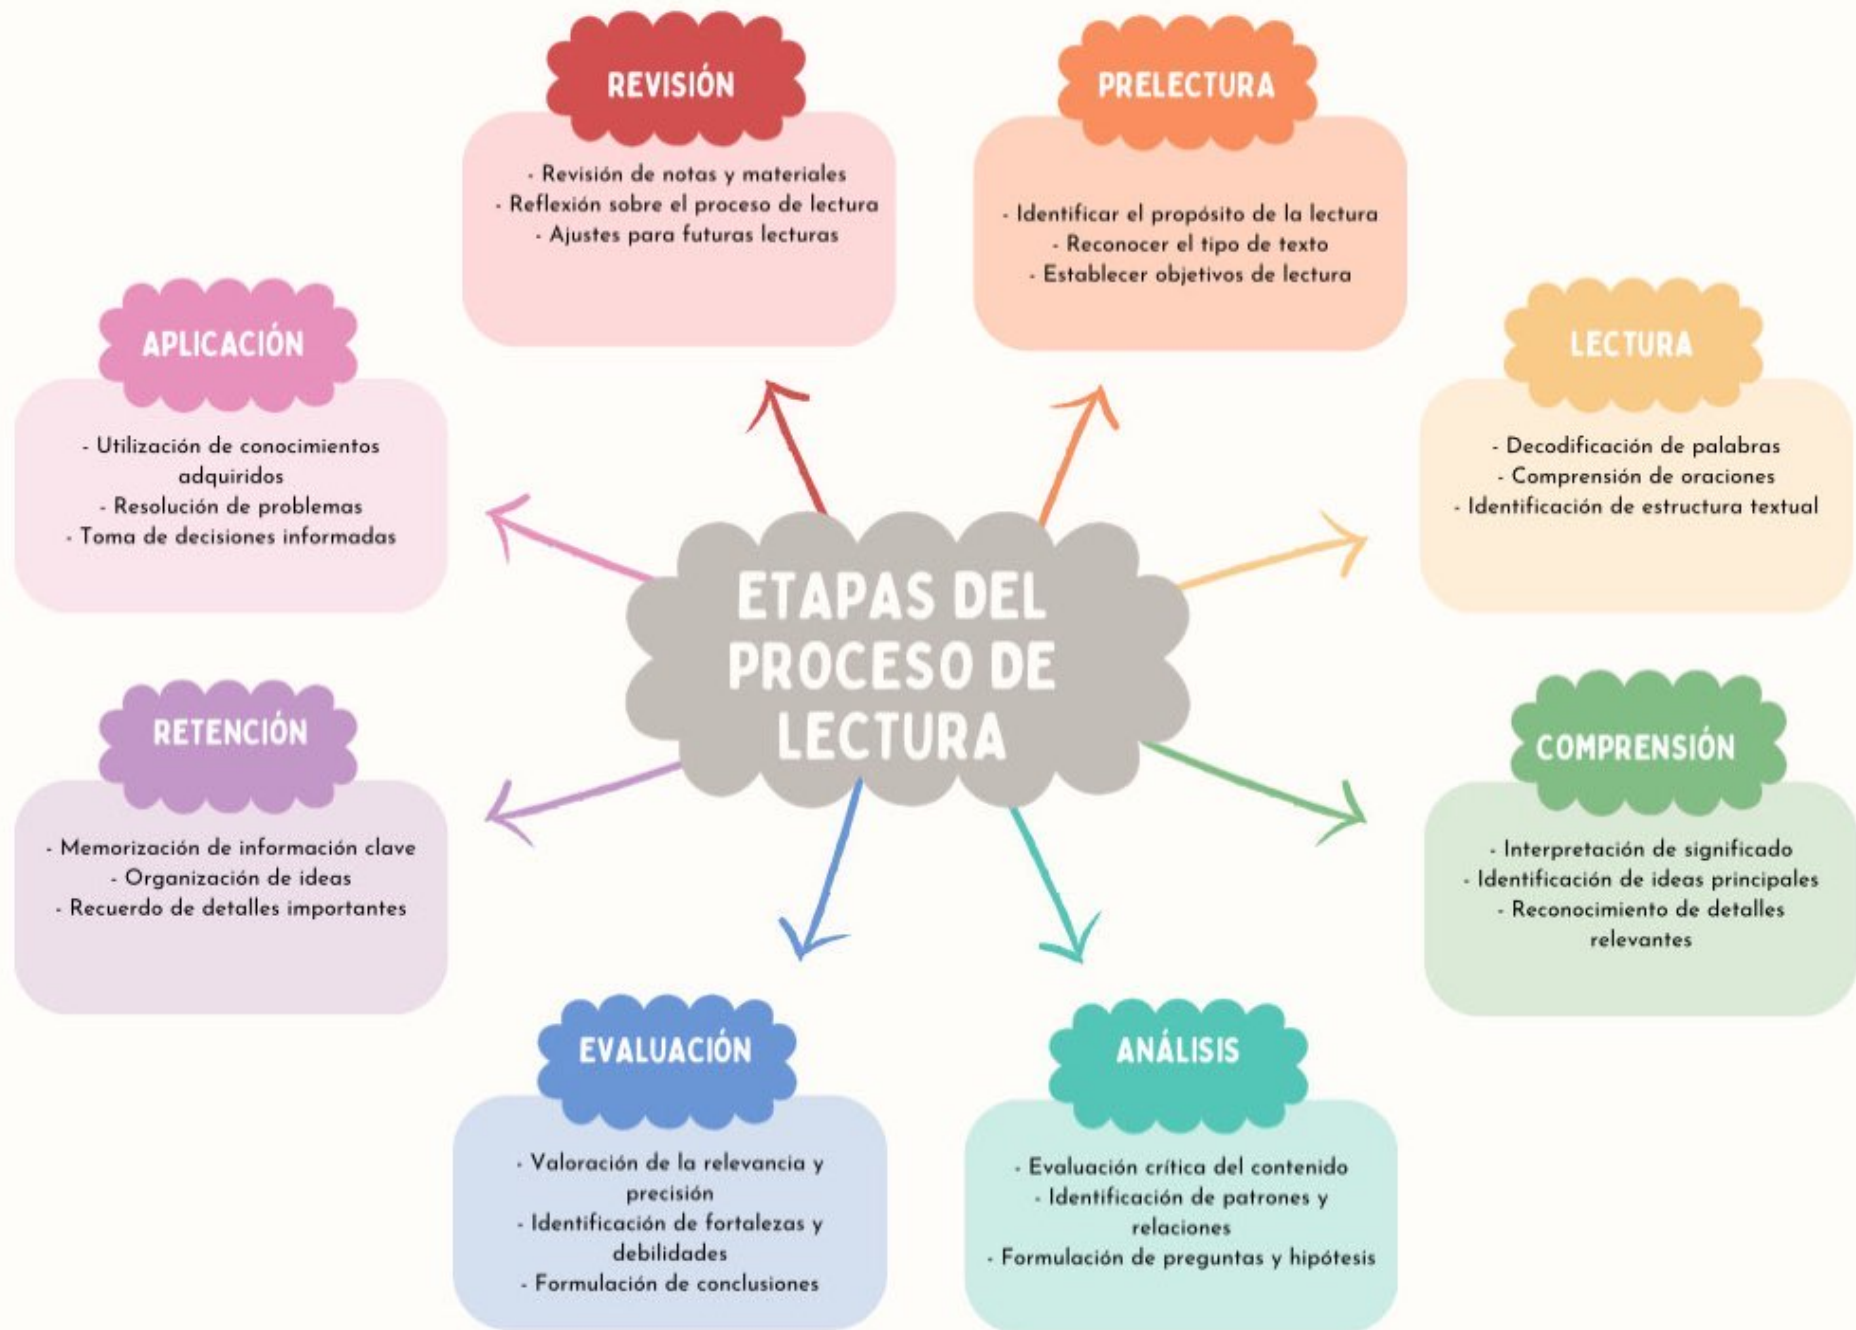 REVISIÓN
- Revisión de notas y materiales
- Reflexión sobre el proceso de lectura
- Ajustes para futuras lecturas
PRELECTURA
- Identificar el propósito de la lectura
- Reconocer el tipo de texto
- Establecer objetivos de lectura
APLICACIÓN
- Utilización de conocimientos
adquiridos
- Resolución de problemas
- Toma de decisiones informadas
LECTURA
- Decodificación de palabras
- Comprensión de oraciones
- Identificación de estructura textual
ETAPAS DEL
PROCESO DE
LECTURA
RETENCIÓN
- Memorización de información clave
- Organización de ideas
- Recuerdo de detalles importantes
COMPRENSIÓN
- Interpretación de significado
- Identificación de ideas principales
- Reconocimiento de detalles
relevantes
EVALUACIÓN
- Valoración de la relevancia y
precisión
- Identificación de fortalezas y
debilidades
- Formulación de conclusiones
ANÁLISIS
- Evaluación crítica del contenido
- Identificación de patrones y
relaciones
- Formulación de preguntas y hipótesis